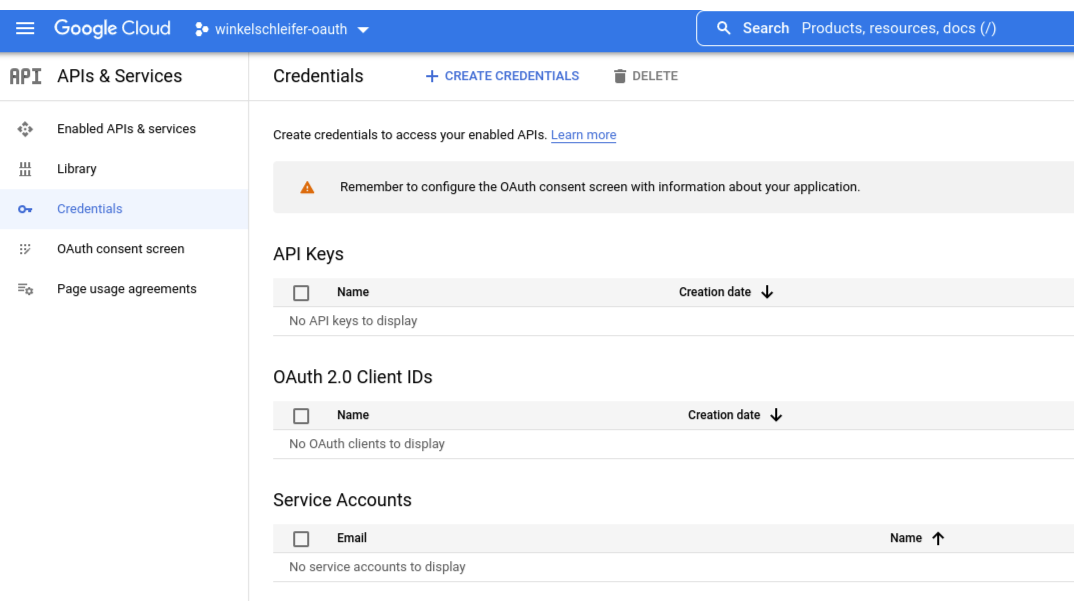 Google Cloud winkelschleifer-oauth Search Products, resources, docs (/)
API APIs & Services
Enabled APIs & services
Library
Credentials
OAuth consent screen
Page usage agreements
Credentials + CREATE CREDENTIALS DELETE
Create credentials to access your enabled APIs. Learn more
Remember to configure the OAuth consent screen with information about your application.
API Keys
Name Creation date
No API keys to display
OAuth 2.0 Client IDs
Name Creation date
No OAuth clients to display
Service Accounts
Email Name
No service accounts to display